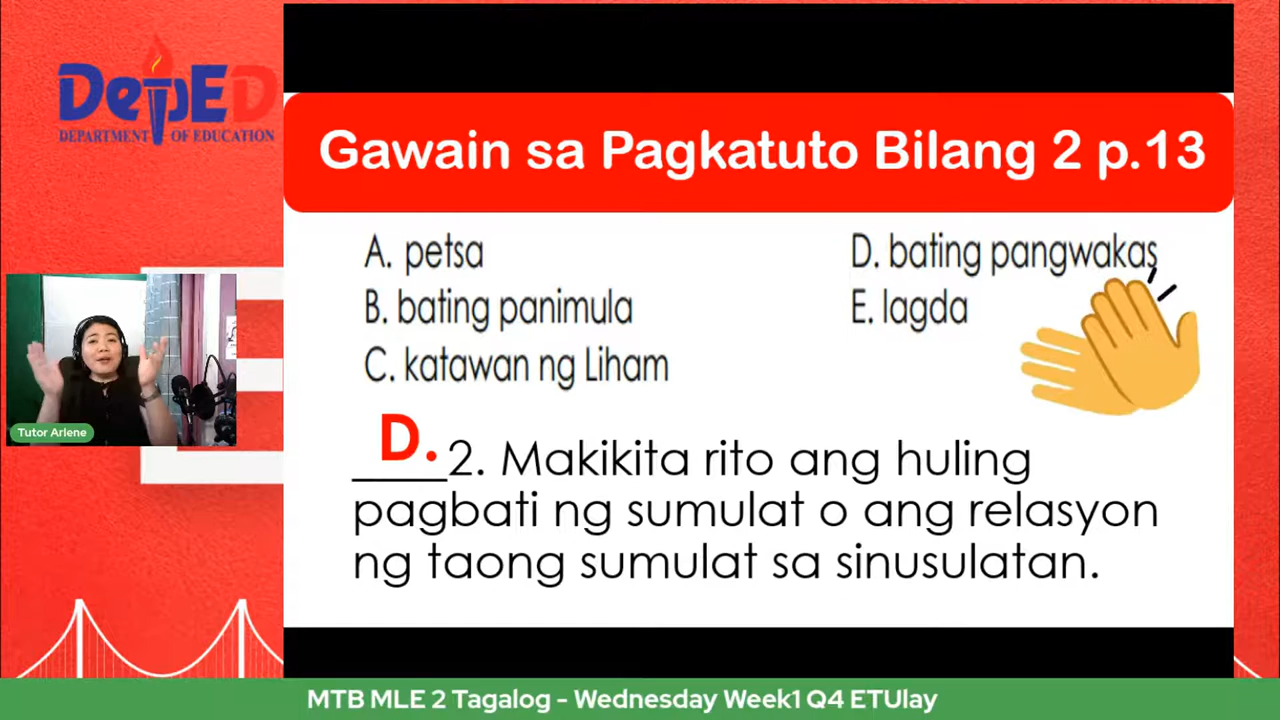 DepED
DEPARTMENT OF EDUCATION
Gawain sa Pagkatuto Bilang 2 p.13
A. petsa
D. bating pangwakas
B. bating panimula
E. lagda
C. katawan ng Liham
Tutor Arlene
D.
____2. Makikita rito ang huling
pagbati ng sumulat o ang relasyon
ng taong sumulat sa sinusulatan.
MTB MLE 2 Tagalog - Wednesday Week1 Q4 ETUlay